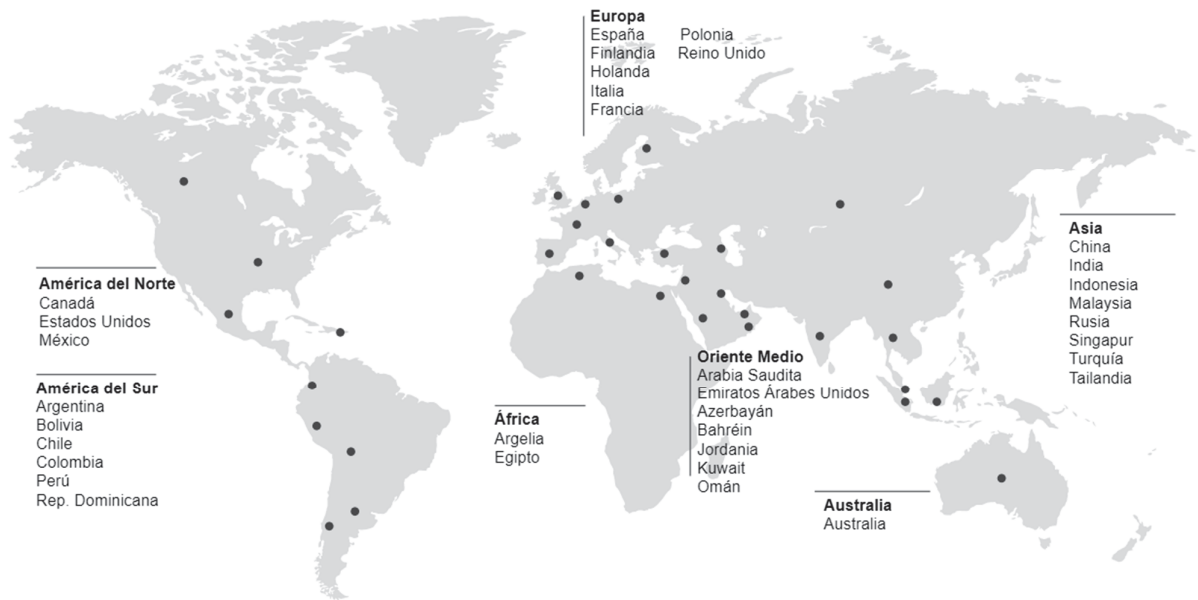 Europa
España Polonia
Finlandia Reino Unido
Holanda
Italia
Francia
América del Norte
Canadá
Estados Unidos
México
América del Sur
Argentina
Bolivia
Chile
Colombia
Perú
Rep. Dominicana
África
Argelia
Egipto
Oriente Medio
Arabia Saudita
Emiratos Árabes Unidos
Azerbayán
Bahréin
Jordania
Kuwait
Omán
Australia
Australia
Asia
China
India
Indonesia
Malaysia
Rusia
Singapur
Turquía
Tailandia